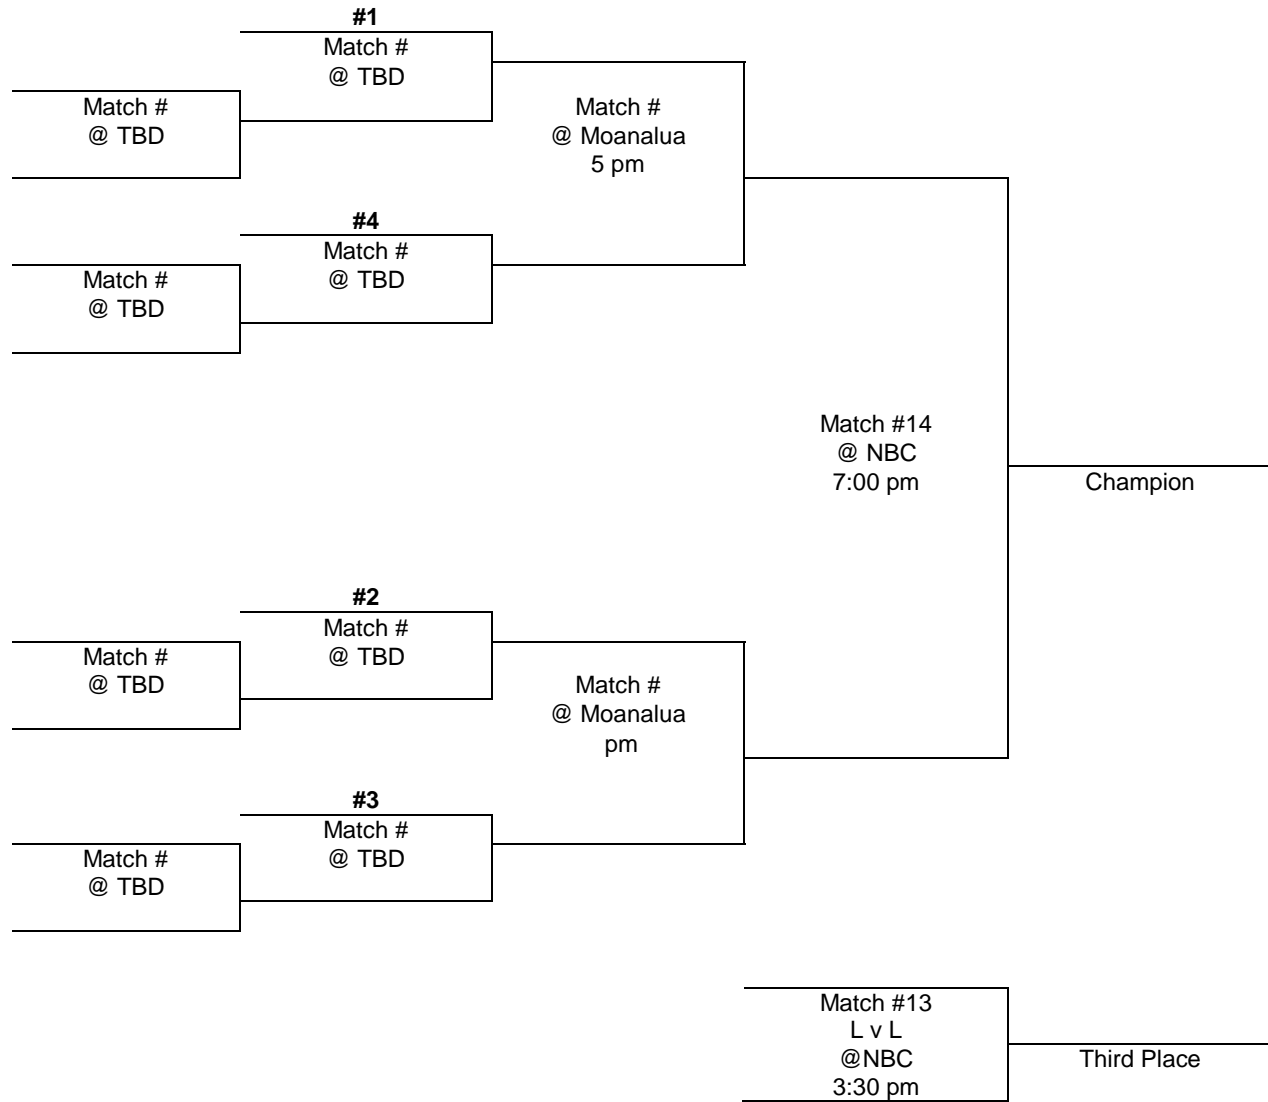 #1
Match #
@ TBD
Match #
@ TBD
Match #
@ Moanalua
5 pm
#4
Match #
@ TBD
Match #
@ TBD
Match #14
@ NBC
7:00 pm
Champion
#2
Match #
@ TBD
Match #
@ TBD
Match #
@ Moanalua
pm
#3
Match #
@ TBD
Match #
@ TBD
Match #13
L v L
@NBC
3:30 pm
Third Place